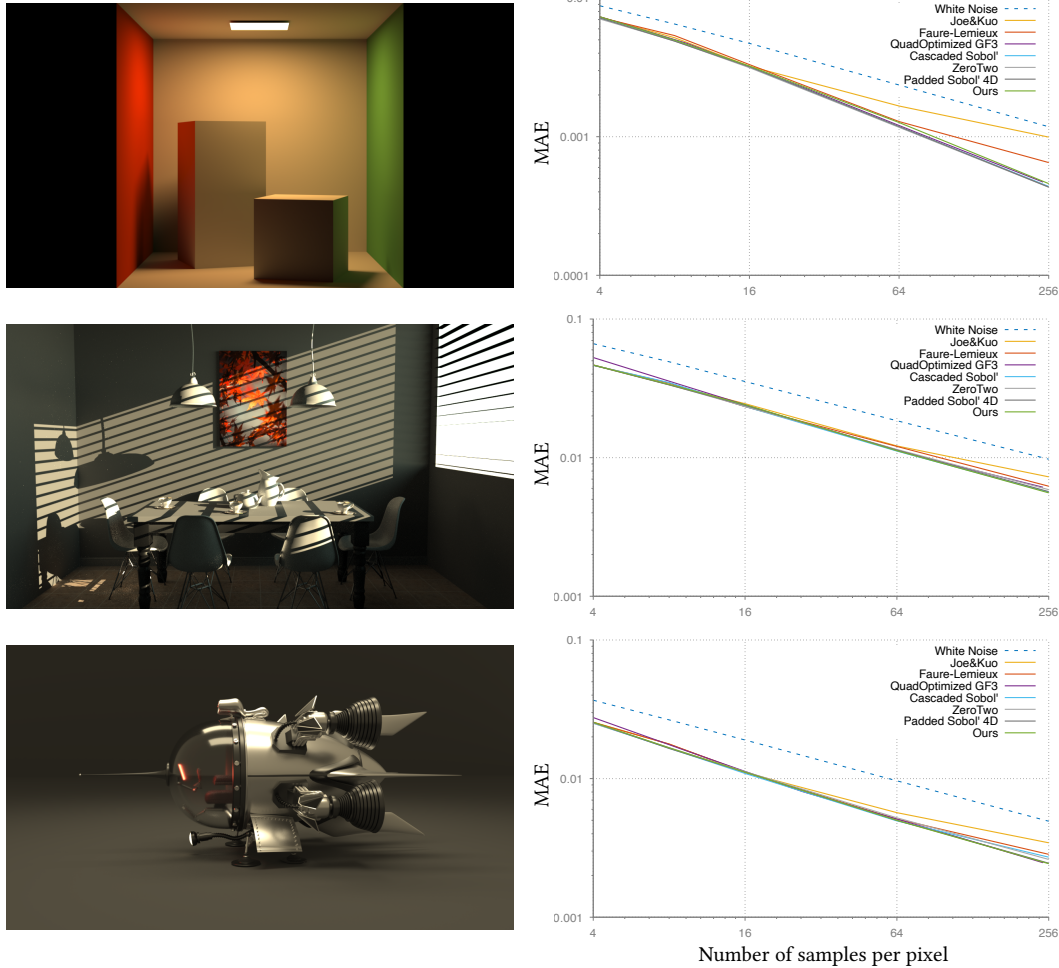 0.01
White Noise
Joe&Kuo
Faure-Lemieux
QuadOptimized GF3
Cascaded Sobol'
ZeroTwo
Padded Sobol' 4D
Ours
MAE
0.001
0.0001
4 16 64 256
0.1
White Noise
Joe&Kuo
Faure-Lemieux
QuadOptimized GF3
Cascaded Sobol'
ZeroTwo
Padded Sobol' 4D
Ours
MAE
0.01
0.001
4 16 64 256
0.1
White Noise
Joe&Kuo
Faure-Lemieux
QuadOptimized GF3
Cascaded Sobol'
ZeroTwo
Padded Sobol' 4D
Ours
MAE
0.01
0.001
4 16 64 256
Number of samples per pixel